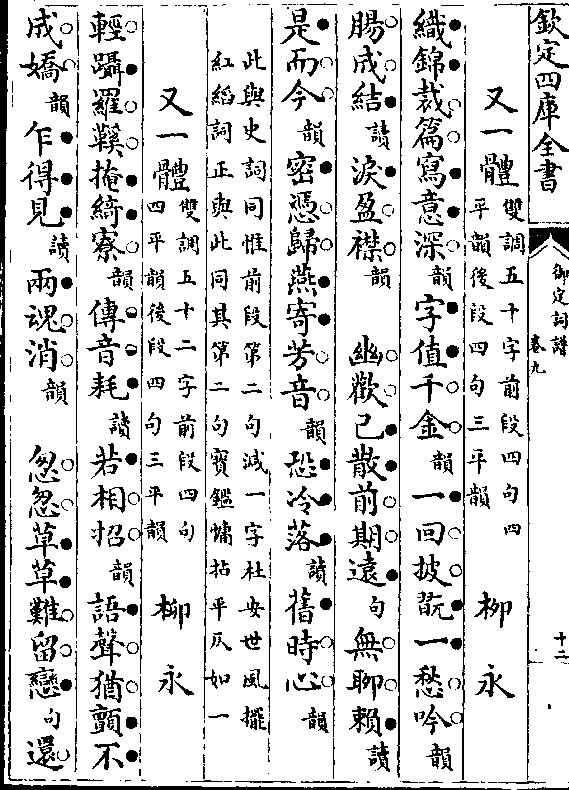 欽定四庫全書
御定詞譜
卷九
十二
又一體 雙調五十字前段四句四
平韻後段四句三平韻 柳永
織錦裁篇寫意深韻字值千金韻一回披翫一愁吟韻
腸成結讀淚盈襟韻 幽歡已散前期遠句無聊賴讀
是而今韻密憑歸燕寄芳音韻恐冷落讀舊時心韻
此與史詞同惟前段第二句減一字杜安世風擺
紅縚詞正與此同其第二句寳鑑慵拈平仄如一
又一體 雙調五十二字前段四句
四平韻後段四句三平韻 柳永
輕躡羅鞵掩綺寮韻傳音耗讀若相招韻語聲猶顫不
成嬌韻乍得見讀兩魂消韻 怱怱草草難留戀句還